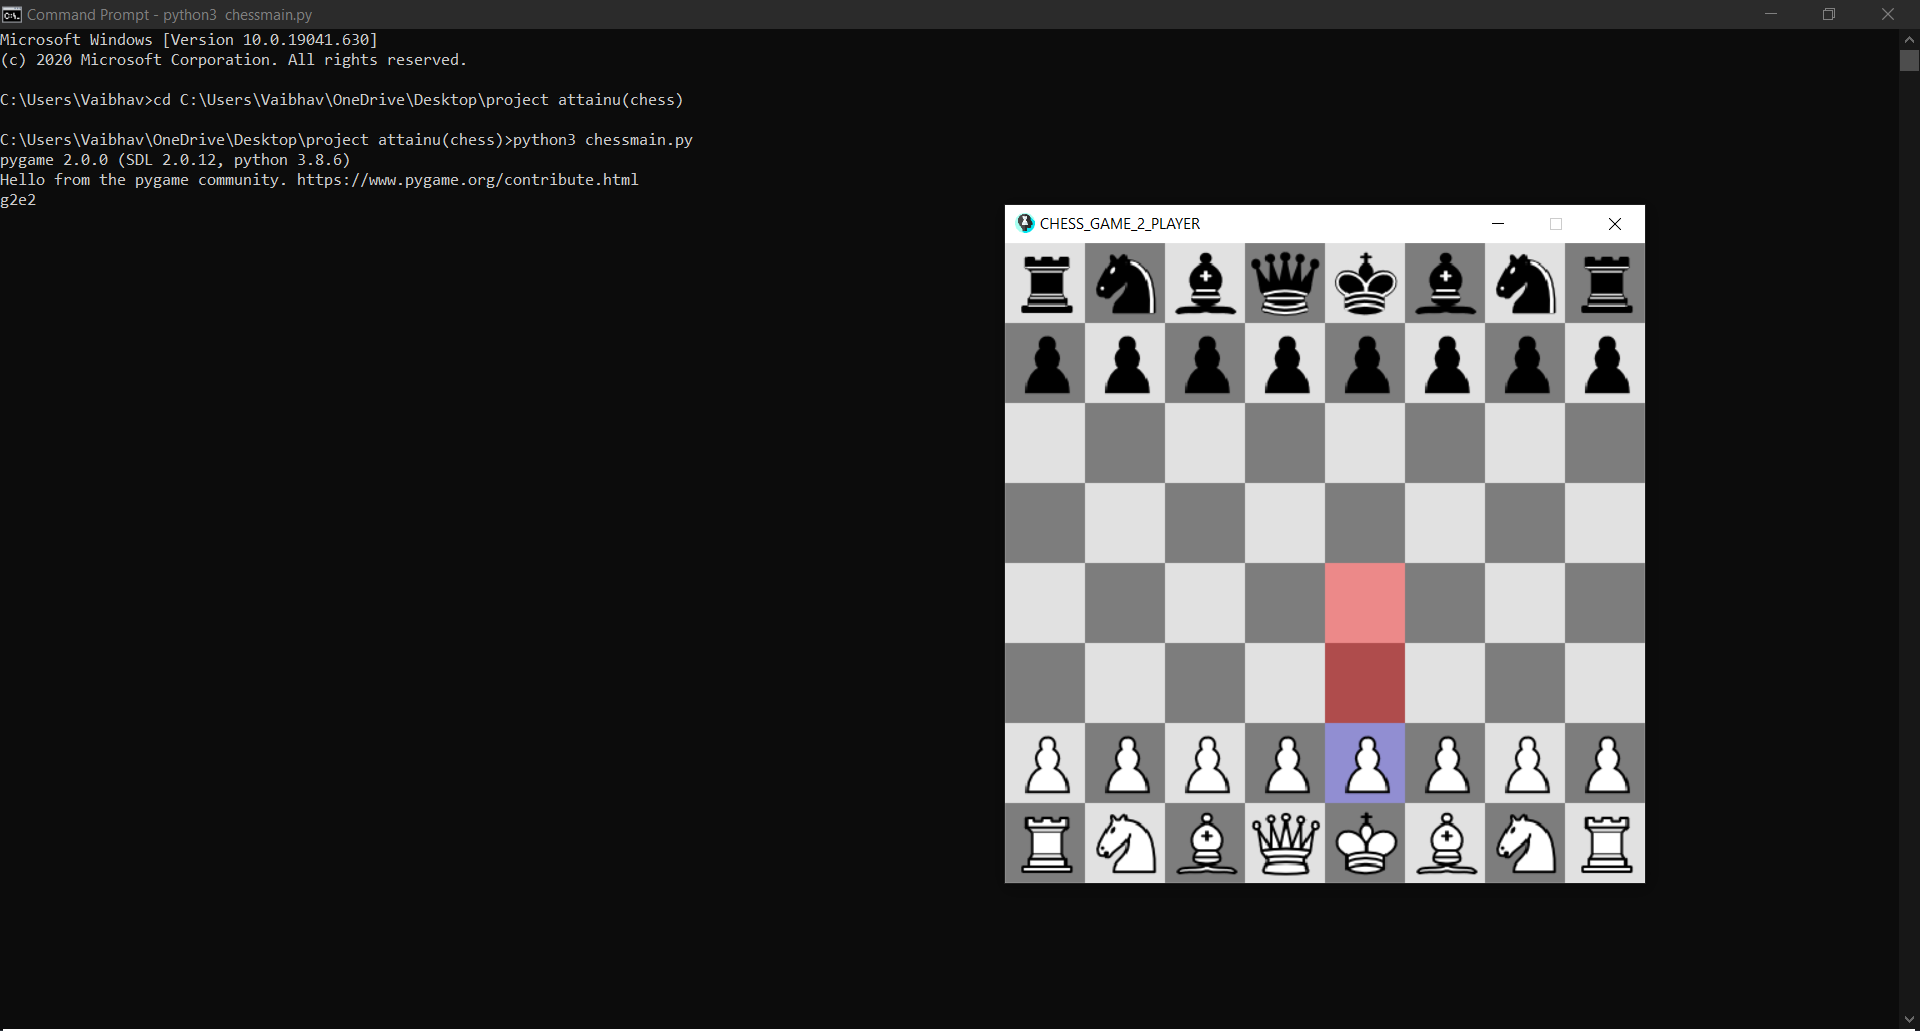 Command Prompt - python3  chessmain.py
Microsoft Windows [Version 10.0.19041.630]
(c) 2020 Microsoft Corporation. All rights reserved.
C:\Users\Vaibhav>cd C:\Users\Vaibhav\OneDrive\Desktop\project attainu(chess)
C:\Users\Vaibhav\OneDrive\Desktop\project attainu(chess)>python3 chessmain.py
pygame 2.0.0 (SDL 2.0.12, python 3.8.6)
Hello from the pygame community. https://www.pygame.org/contribute.html
g2e2
CHESS_GAME_2_PLAYER